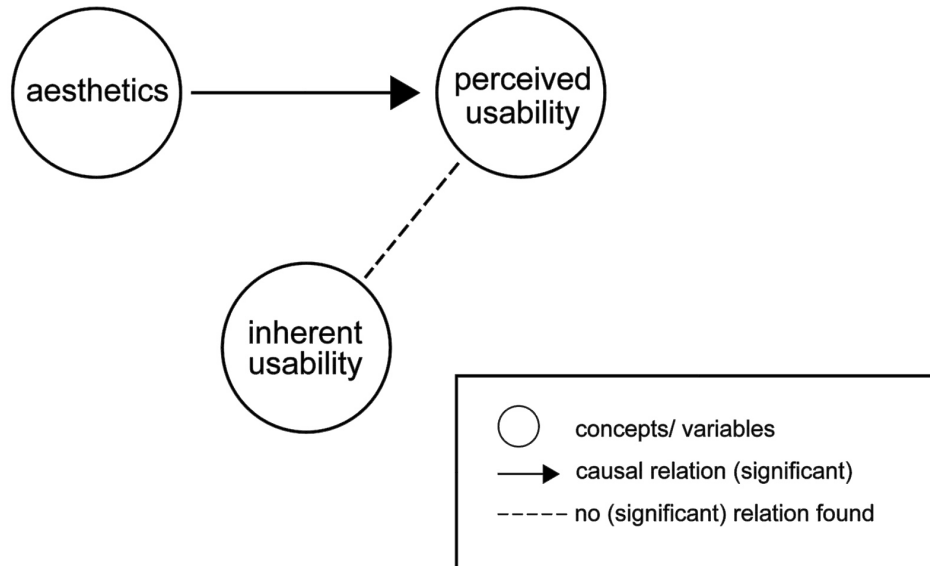 aesthetics
perceived
usability
inherent
usability
concepts/ variables
causal relation (significant)
no (significant) relation found